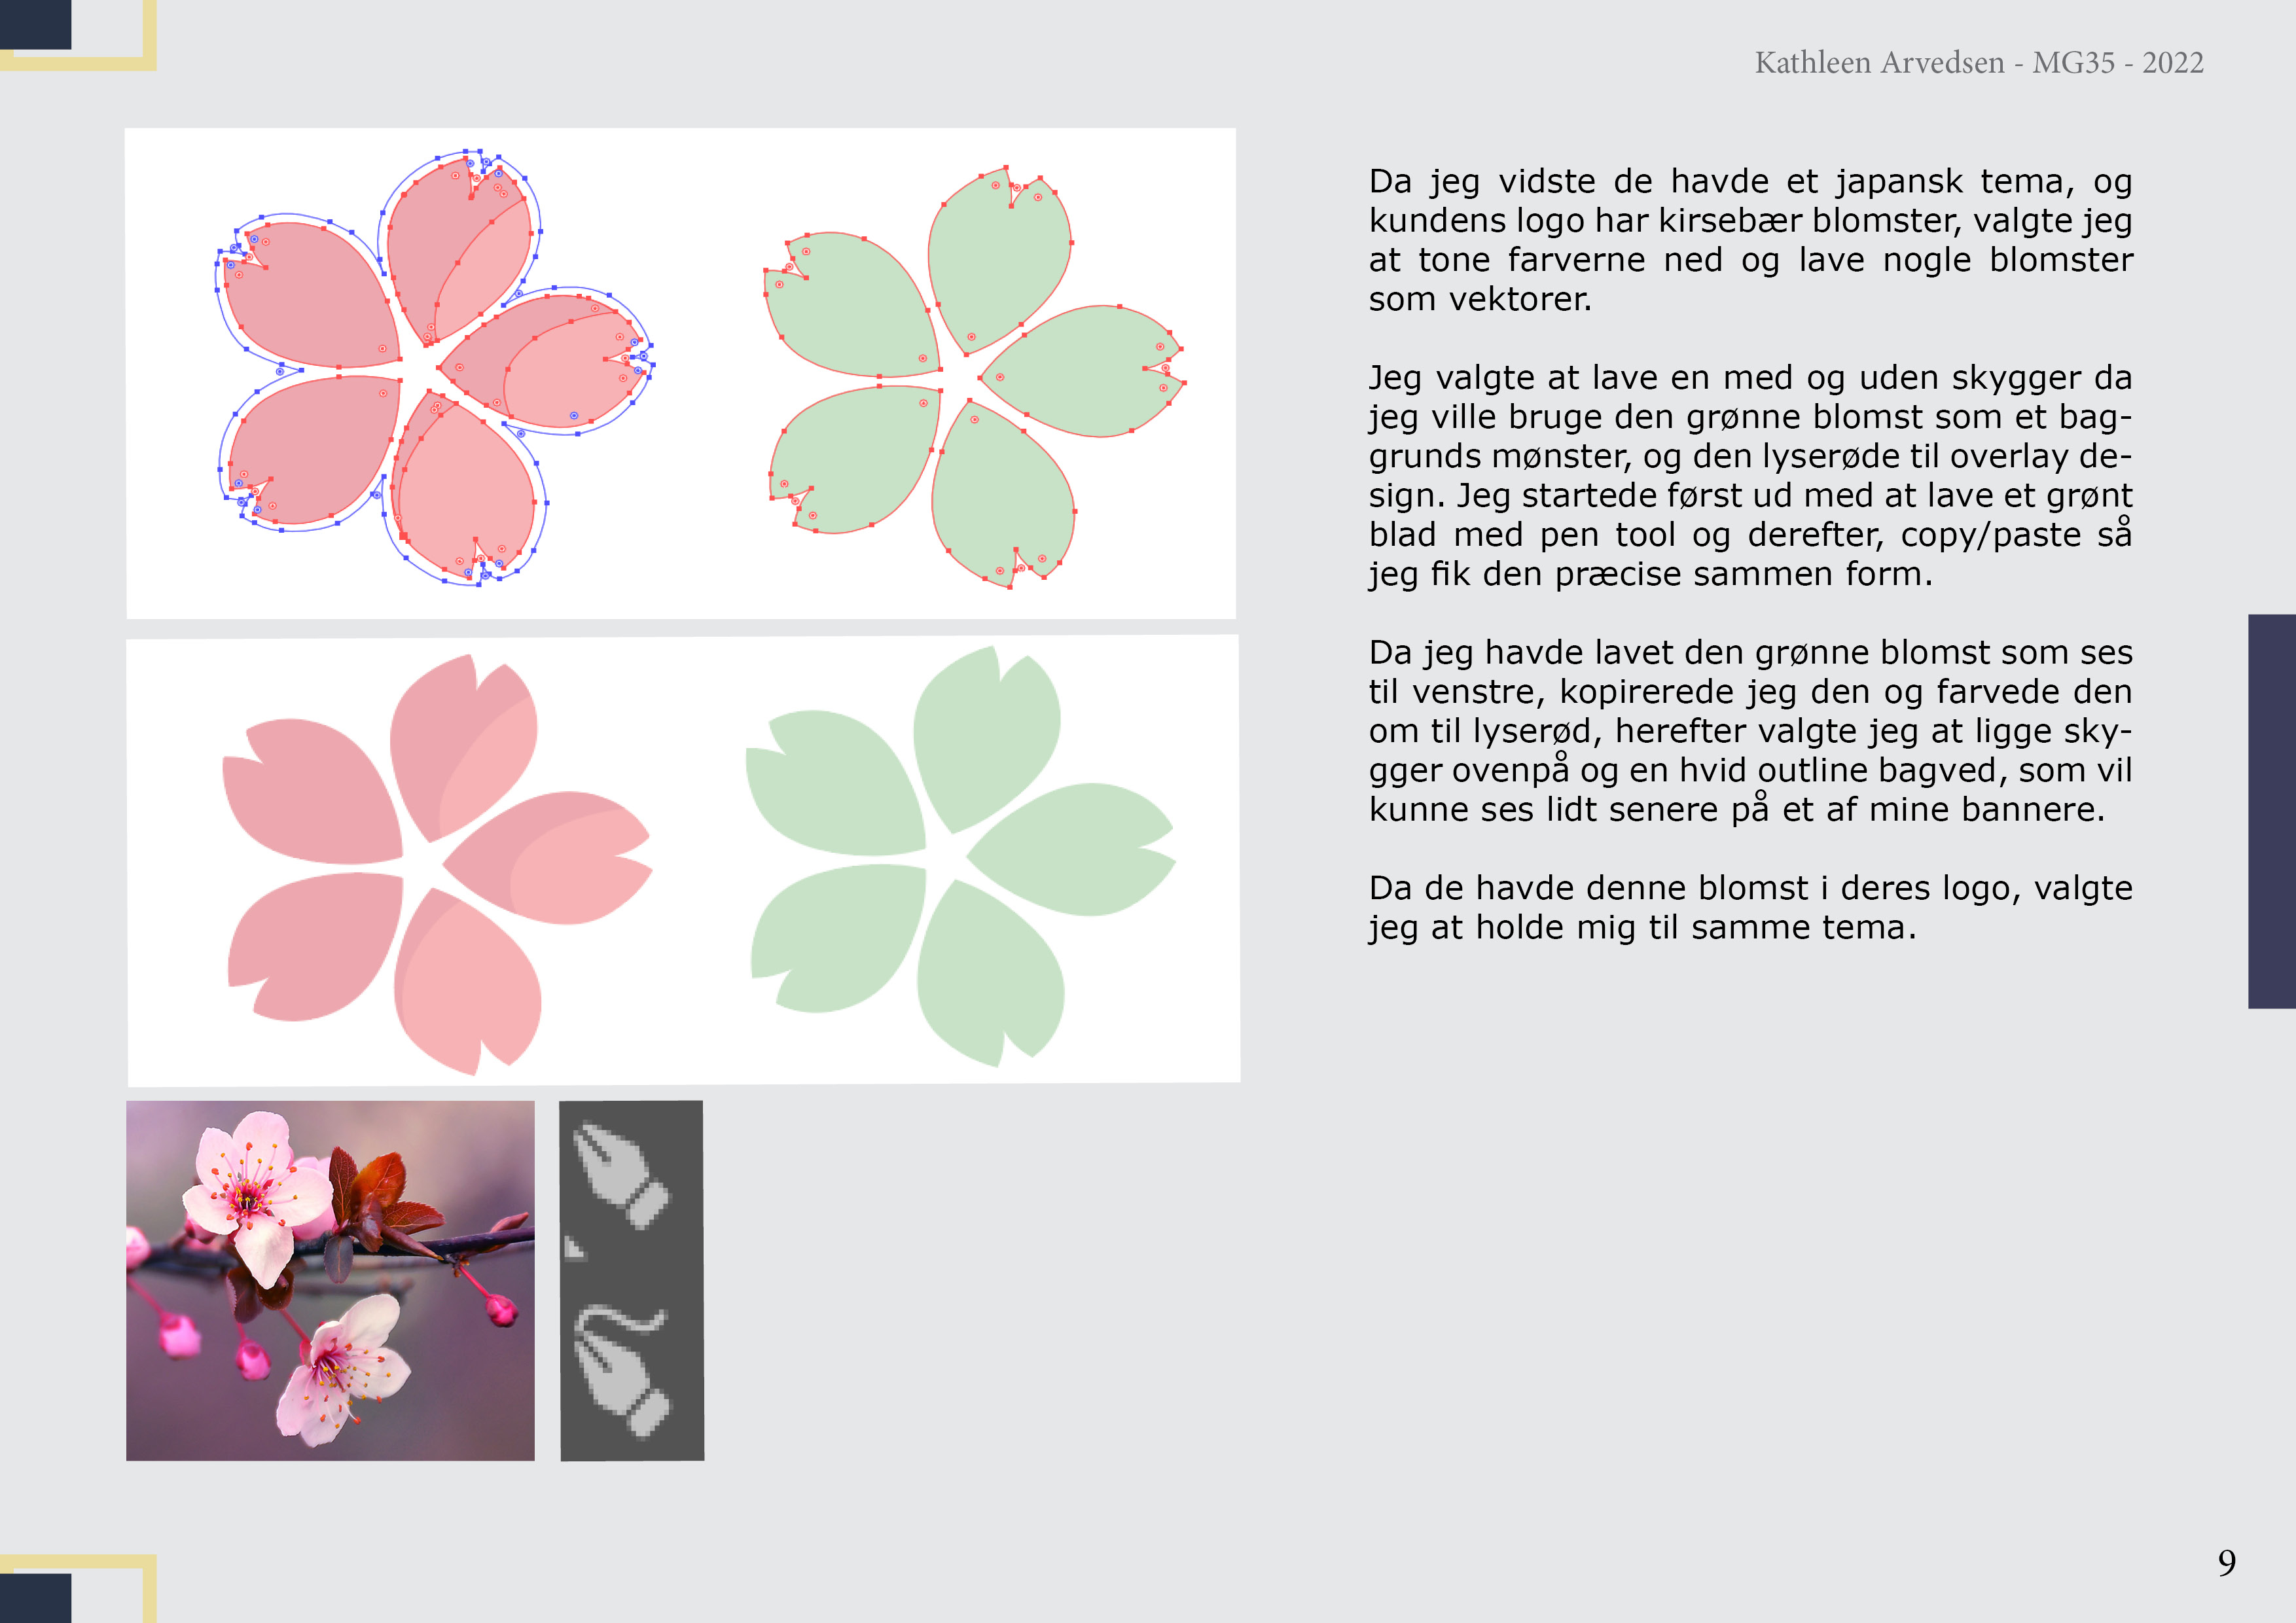 Kathleen Arvedsen - MG35 - 2022
Da jeg vidste de havde et japansk tema, og
kundens logo har kirsebær blomster, valgte jeg
at tone farverne ned og lave nogle blomster
som vektorer.
Jeg valgte at lave en med og uden skygger da
jeg ville bruge den grønne blomst som et bag-
grunds mønster, og den lyserøde til overlay de-
sign. Jeg startede først ud med at lave et grønt
blad med pen tool og derefter, copy/paste så
jeg fik den præcise sammen form.
Da jeg havde lavet den grønne blomst som ses
til venstre, kopirerede jeg den og farvede den
om til lyserød, herefter valgte jeg at ligge sky-
gger ovenpå og en hvid outline bagved, som vil
kunne ses lidt senere på et af mine bannere.
Da de havde denne blomst i deres logo, valgte
jeg at holde mig til samme tema.
9